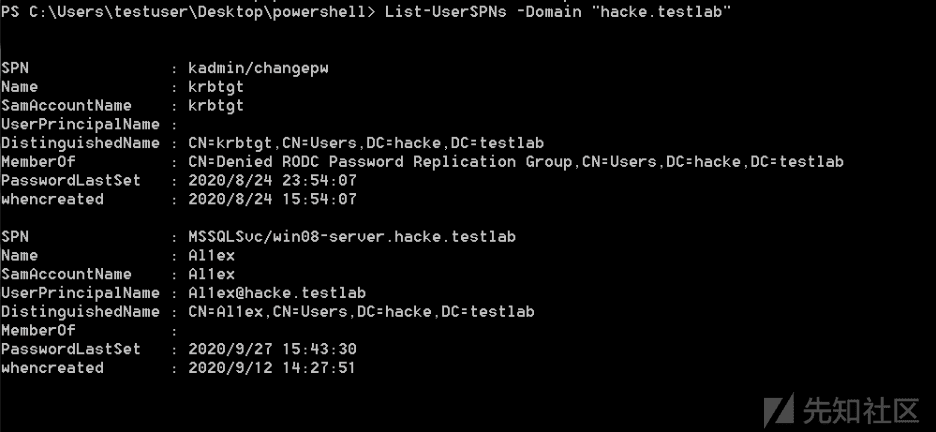 PS C:\Users\testuser\Desktop\powershell> List-UserSPNs -Domain "hacke.testlab"
SPN : kadmin/changepw
Name : krbtgt
SamAccountName : krbtgt
UserPrincipalName :
DistinguishedName : CN=krbtgt,CN=Users,DC=hacke,DC=testlab
MemberOf : CN=Denied RODC Password Replication Group,CN=Users,DC=hacke,DC=testlab
PasswordLastSet : 2020/8/24 23:54:07
whencreated : 2020/8/24 15:54:07
SPN : MSSQLSvc/win08-server.hacke.testlab
Name : Al1ex
SamAccountName : Al1ex
UserPrincipalName : Al1ex@hacke.testlab
DistinguishedName : CN=Al1ex,CN=Users,DC=hacke,DC=testlab
MemberOf :
PasswordLastSet : 2020/9/27 15:43:30
whencreated : 2020/9/12 14:27:51
先知社区